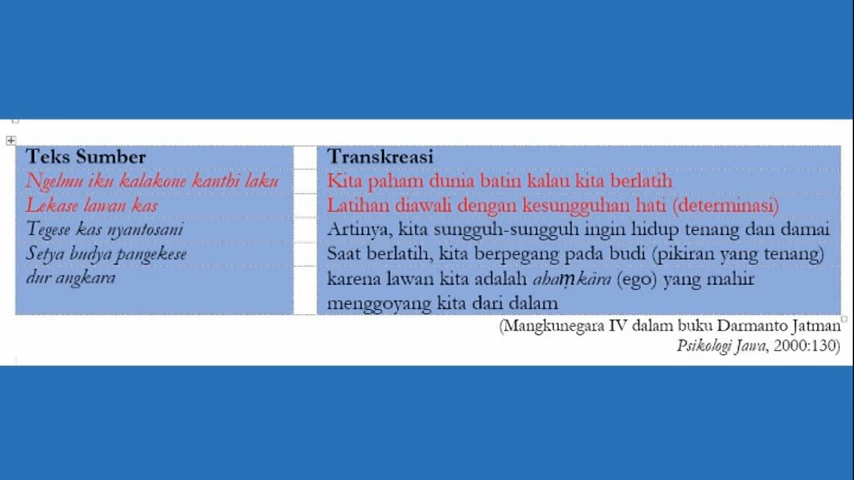 Teks Sumber
Ngelmu iku kalakone kanthi laku
Lekase lawan kas
Tegese kas nyantosani
Setya budya pangekese
dur angkara
Transkreasi
Kita paham dunia batin kalau kita berlatih
Latihan diawali dengan kesungguhan hati (determinasi)
Artinya, kita sungguh-sungguh ingin hidup tenang dan damai
Saat berlatih, kita berpegang pada budi (pikiran yang tenang)
karena lawan kita adalah ahaṃkāra (ego) yang mahir
menggoyang kita dari dalam
(Mangkunegara IV dalam buku Darmanto Jatman
Psikologi Jawa, 2000:130)